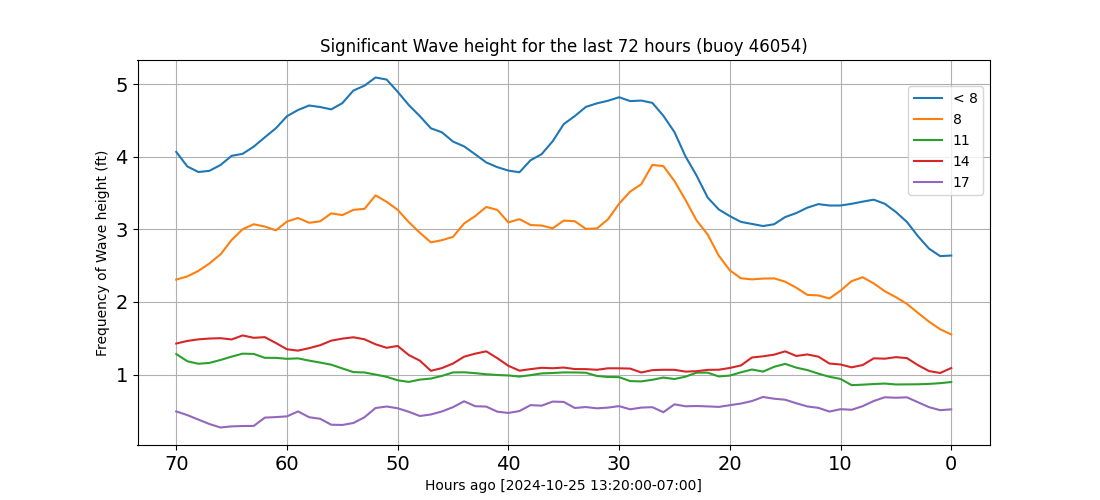 Significant Wave height for the last 72 hours (buoy 46054)
Frequency of Wave height (ft)
5
4
3
2
1
< 8
8
11
14
17
70 60 50 40 30 20 10 0
Hours ago [2024-10-25 13:20:00-07:00]